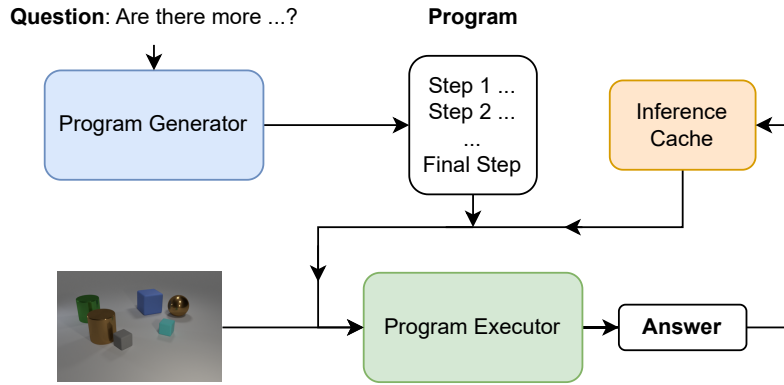 Question: Are there more ...?
Program
Program Generator
Step 1 ...
Step 2 ...
...
Final Step
Inference
Cache
Program Executor
Answer